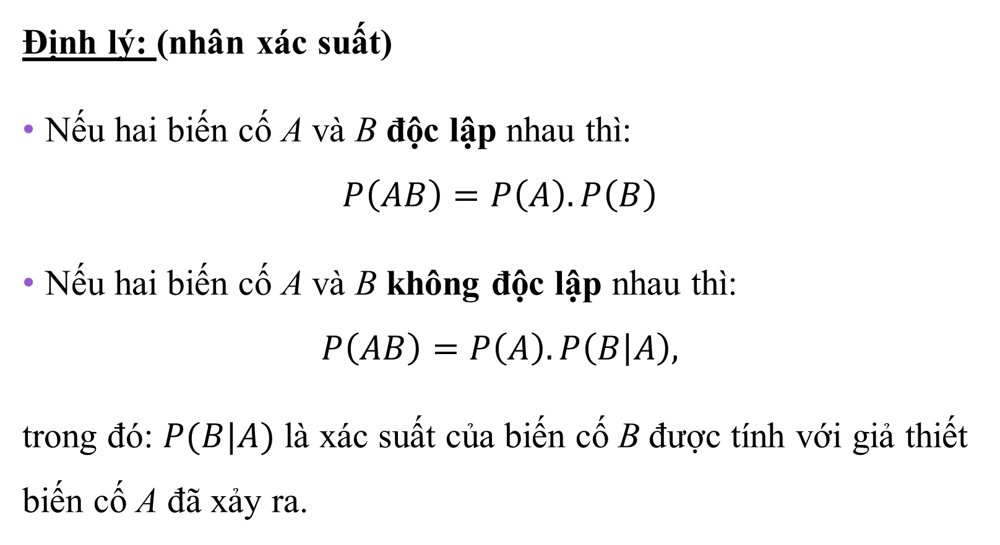 Định lý: (nhân xác suất)
• Nếu hai biến cố A và B độc lập nhau thì:
P(AB) = P(A). P(B)
• Nếu hai biến cố A và B không độc lập nhau thì:
P(AB) = P(A). P(B|A),
trong đó: P(B|A) là xác suất của biến cố B được tính với giả thiết
biến cố A đã xảy ra.